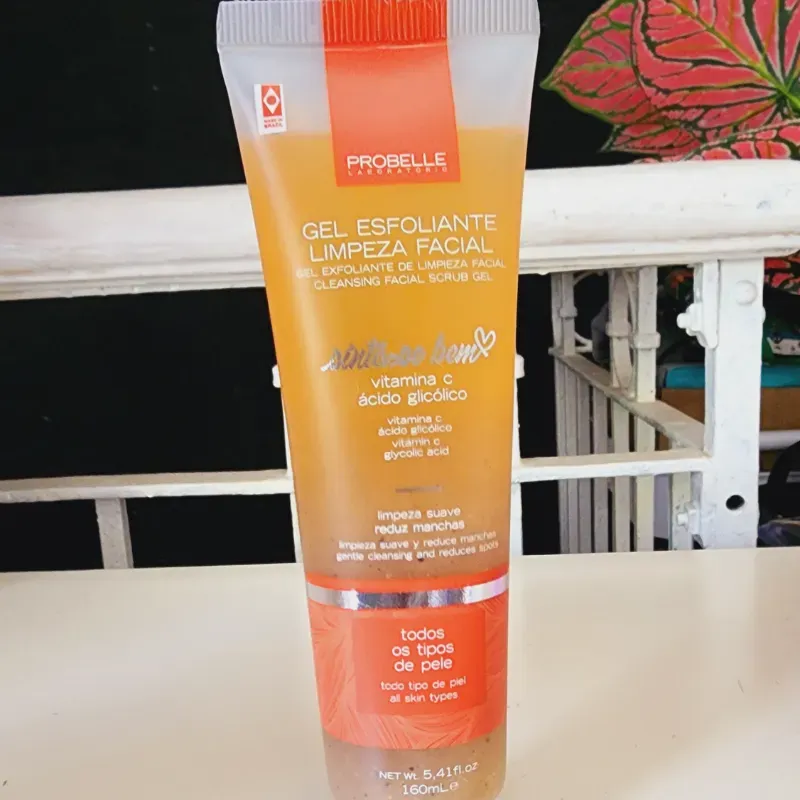 MADE IN
BRAZIL
PROBELLE
LABORATÓRIO
GEL ESFOLIANTE
LIMPEZA FACIAL
GEL EXFOLIANTE DE LIMPIEZA FACIAL
CLEANSING FACIAL SCRUB GEL
sinta-se bem
vitamina c
ácido glicólico
vitamina c
ácido glicólico
vitamin c
glycolic acid
limpeza suave
reduz manchas
limpieza suave y reduce manchas
gentle cleansing and reduces spots
todos
os tipos
de pele
todo tipo de piel
all skin types
NET Wt. 5,41fl.oz
160mL℮